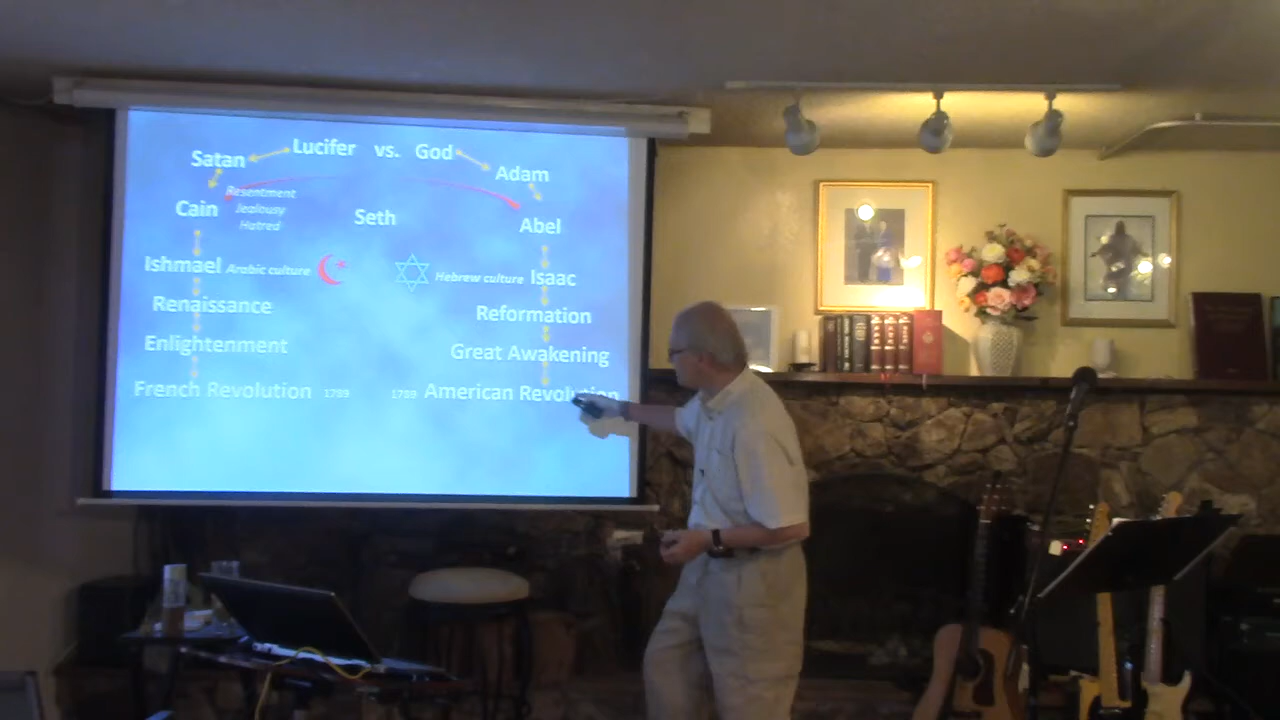 Lucifer vs. God
Satan
Adam
Resentment
Jealousy
Hatred
Cain
Seth
Abel
Ishmael Arabic culture
Hebrew culture Isaac
Renaissance
Reformation
Enlightenment
Great Awakening
French Revolution 1789
1789 American Revolution